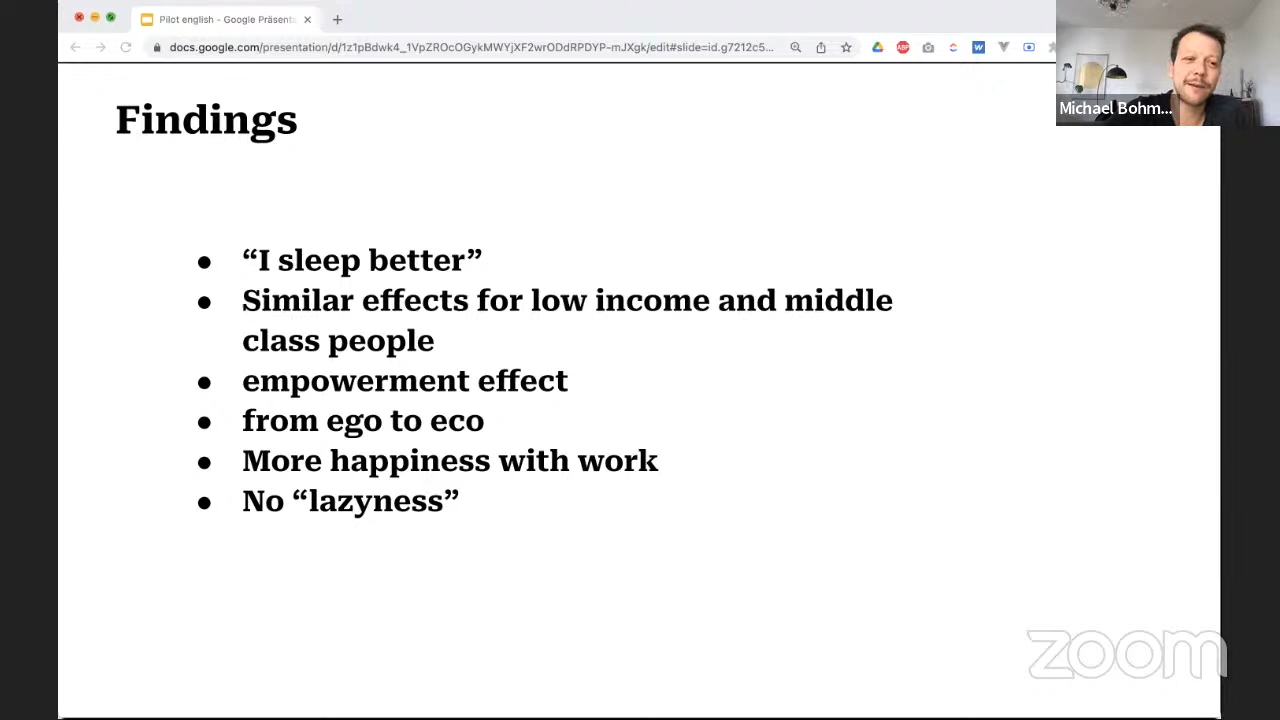 Pilot english - Google Präsenta
docs.google.com/presentation/d/1z1pBdwk4_1VpZROcOGykMWYjXF2wrODdRPDYP-mJXgk/edit#slide=id.g7212c5...
ABP
W
Michael Bohm...
Findings
● “I sleep better”
● Similar effects for low income and middle
class people
● empowerment effect
● from ego to eco
● More happiness with work
● No “lazyness”
zoom